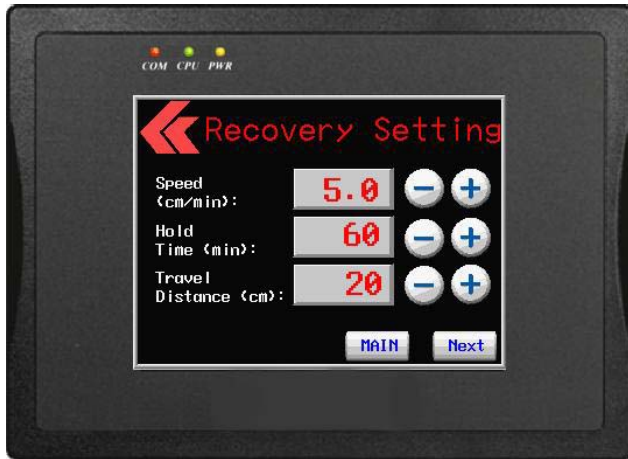 COM CPU PWR
Recovery Setting
Speed
(cm/min):
5.0
Hold
Time (min):
60
Travel
Distance (cm):
20
MAIN
Next